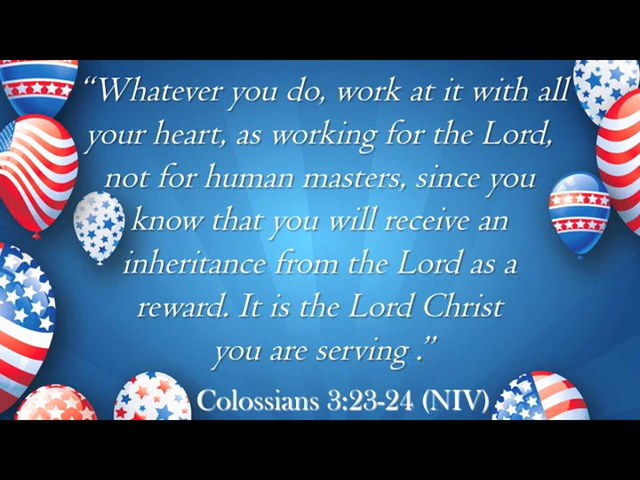 “Whatever you do, work at it with all
your heart, as working for the Lord,
not for human masters, since you
know that you will receive an
inheritance from the Lord as a
reward. It is the Lord Christ
you are serving .”
Colossians 3:23-24 (NIV)